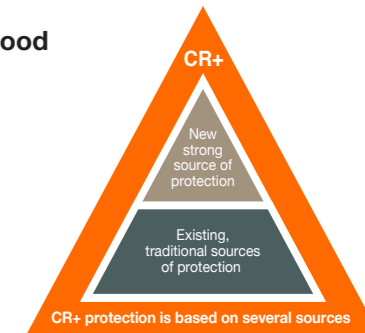 ood
CR+
New
strong
source of
protection
Existing,
traditional sources
of protection
CR+ protection is based on several sources